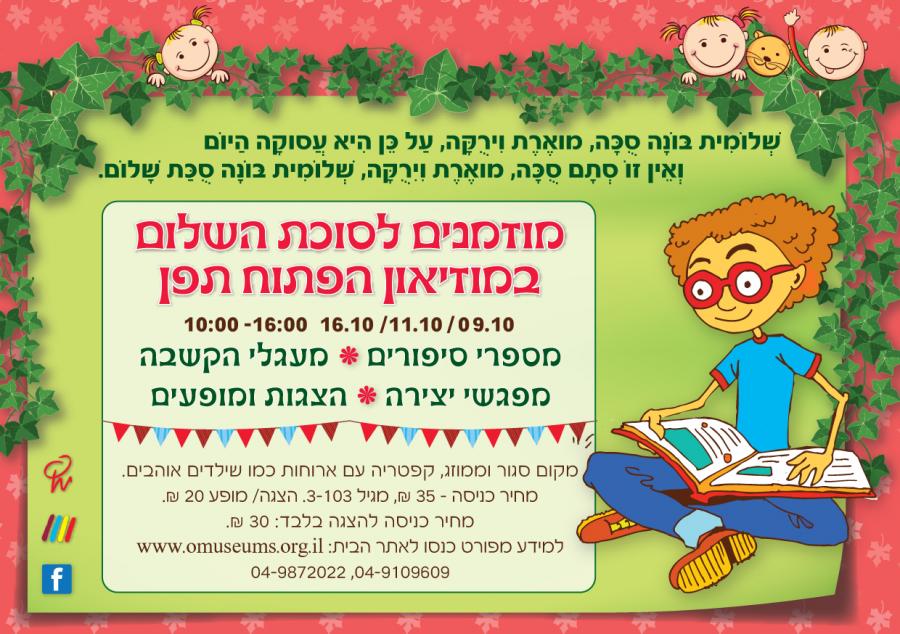 שְׁלוֹמִית בּוֹנָה סֻכָּה, מוּאֶרֶת וִירֻקָּה, עַל כֵּן הִיא עֲסוּקָה הַיּוֹם
וְאֵין זוֹ סְתָם סֻכָּה, מוּאֶרֶת וִירֻקָּה, שְׁלוֹמִית בּוֹנָה סֻכַּת שָׁלוֹם.
מוזמנים לסוכת השלום
במוזיאון הפתוח תפן
10:00 -16:00 16.10 /11.10 /09.10
מספרי סיפורים * מעגלי הקשבה
מפגשי יצירה * הצגות ומופעים
מקום סגור וממוזג, קפטריה עם ארוחות כמו שילדים אוהבים.
מחיר כניסה - 35 ₪, מגיל 3-103. הצגה/ מופע 20 ₪.
מחיר כניסה להצגה בלבד: 30 ₪.
למידע מפורט כנסו לאתר הבית: www.omuseums.org.il
04-9872022 ,04-9109609
f